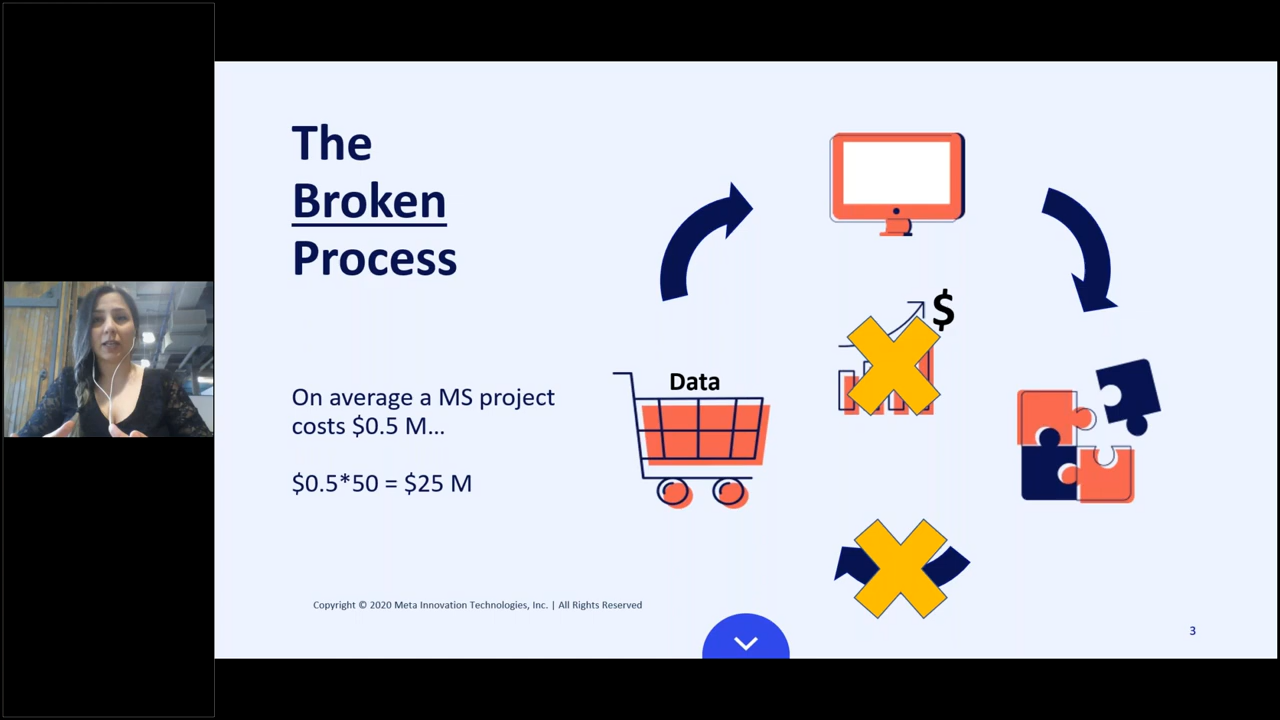 The
Broken
Process
$
Data
On average a MS project
costs $0.5 M...
$0.5*50 = $25 M
Copyright © 2020 Meta Innovation Technologies, Inc. | All Rights Reserved
3